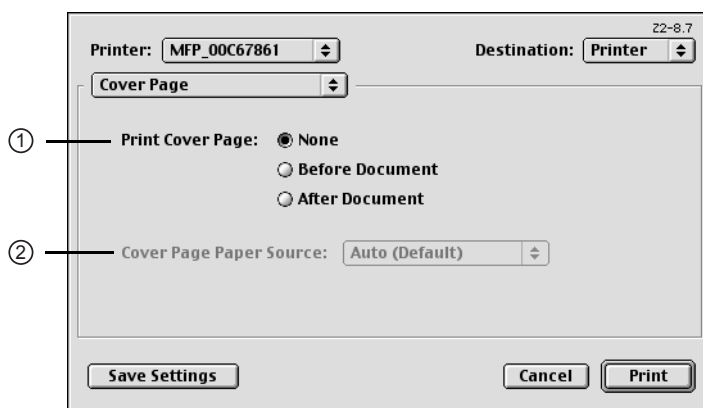 Z2-8.7
Printer: MFP_00C67861 Destination: Printer
Cover Page
① Print Cover Page: None
Before Document
After Document
② Cover Page Paper Source: Auto (Default)
Save Settings Cancel Print